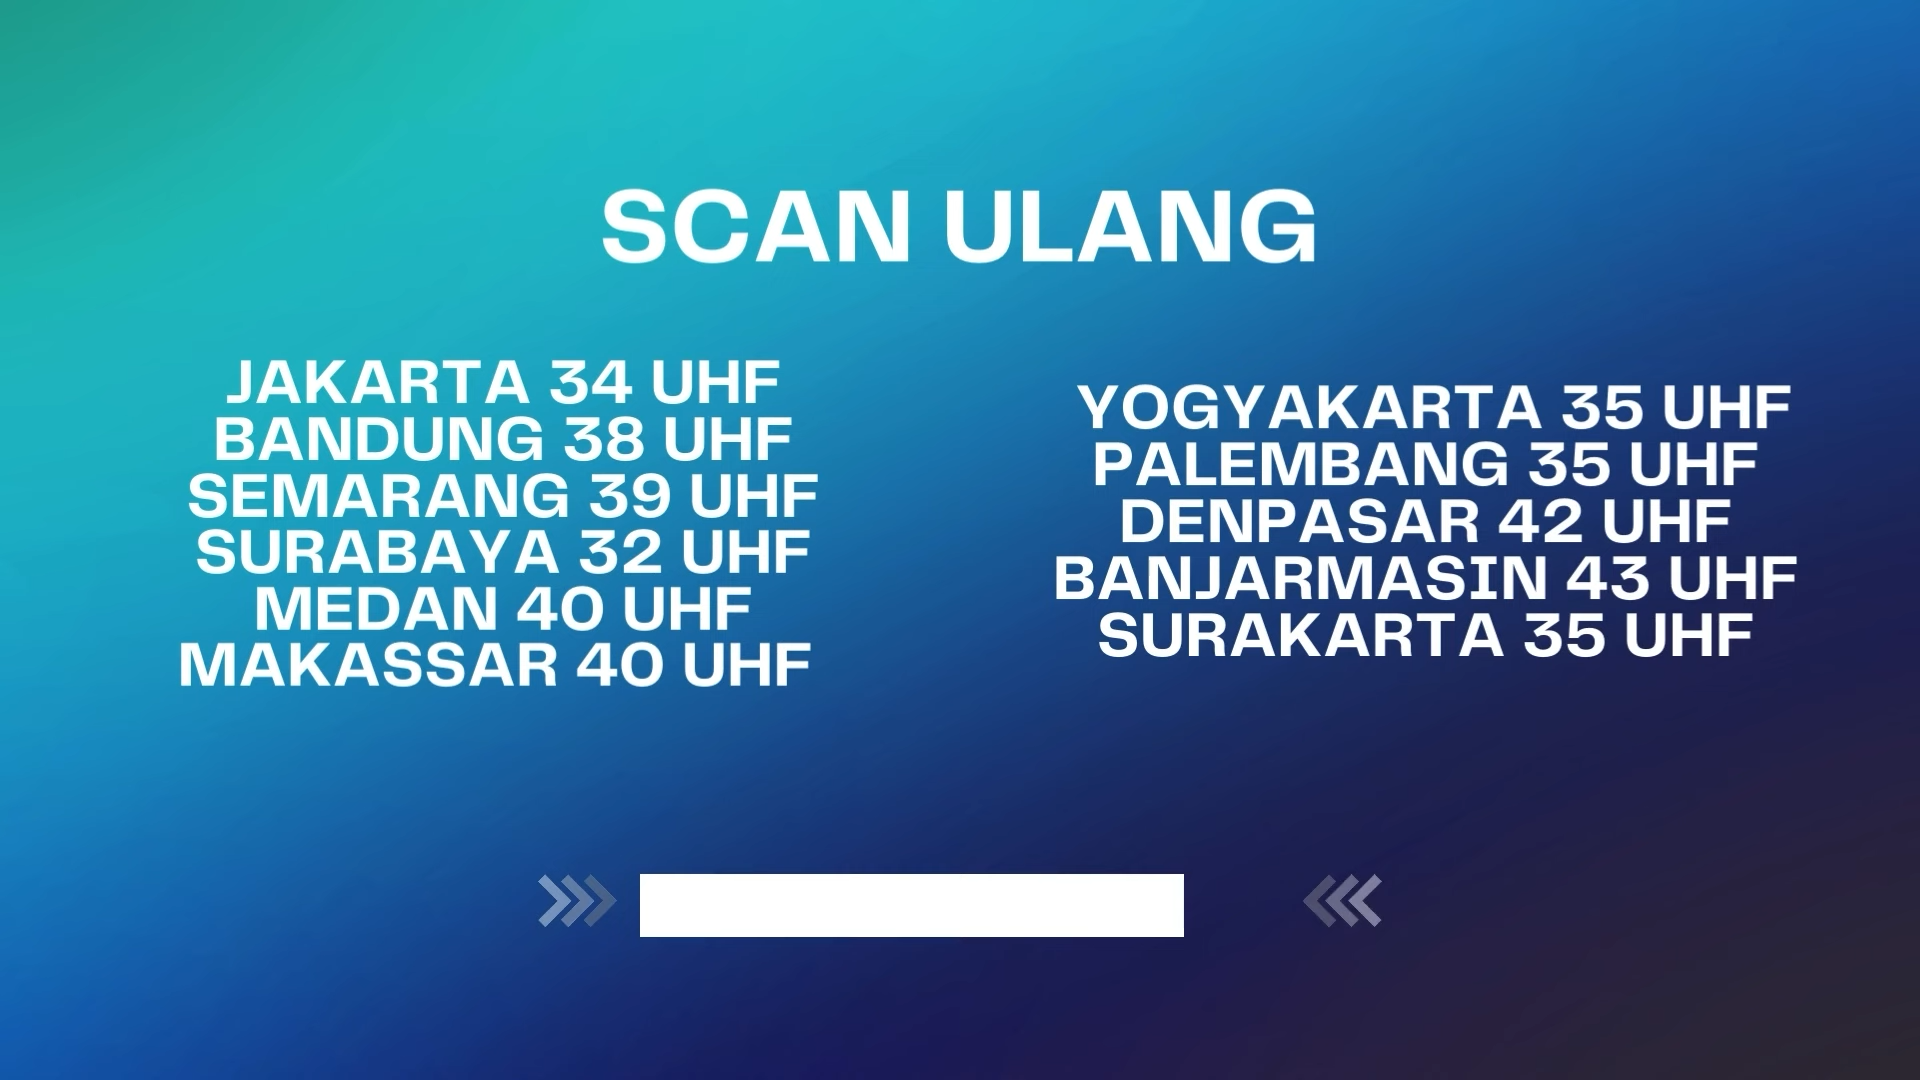 SCAN ULANG
JAKARTA 34 UHF
BANDUNG 38 UHF
SEMARANG 39 UHF
SURABAYA 32 UHF
MEDAN 40 UHF
MAKASSAR 40 UHF
YOGYAKARTA 35 UHF
PALEMBANG 35 UHF
DENPASAR 42 UHF
BANJARMASIN 43 UHF
SURAKARTA 35 UHF